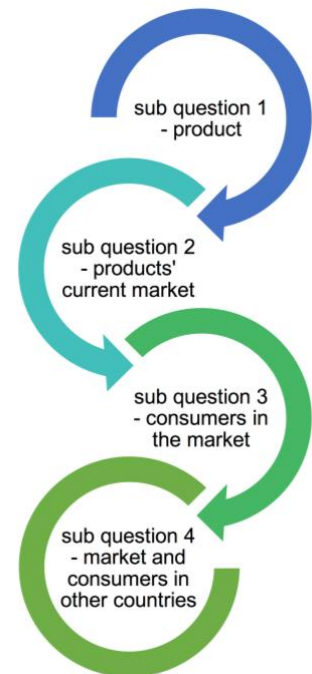 sub question 1
- product
sub question 2
- products'
current market
sub question 3
- consumers in
the market
sub question 4
- market and
consumers in
other countries